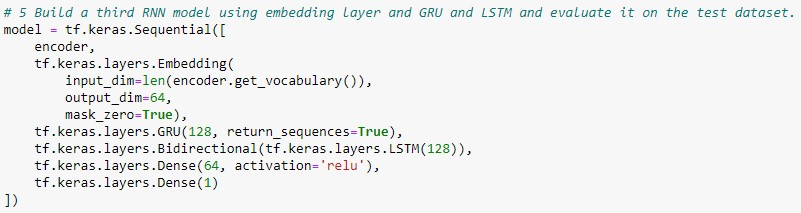 # 5 Build a third RNN model using embedding layer and GRU and LSTM and evaluate it on the test dataset.
model = tf.keras.Sequential([
    encoder,
    tf.keras.layers.Embedding(
        input_dim=len(encoder.get_vocabulary()),
        output_dim=64,
        mask_zero=True),
    tf.keras.layers.GRU(128, return_sequences=True),
    tf.keras.layers.Bidirectional(tf.keras.layers.LSTM(128)),
    tf.keras.layers.Dense(64, activation='relu'),
    tf.keras.layers.Dense(1)
])